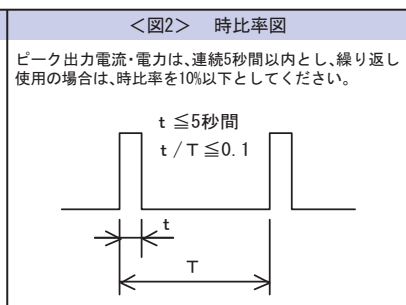 <図2> 時比率図
ピーク出力電流・電力は、連続5秒間以内とし、繰り返し
使用の場合は、時比率を10%以下としてください。
t ≦5秒間
t / T ≦0.1
t
T